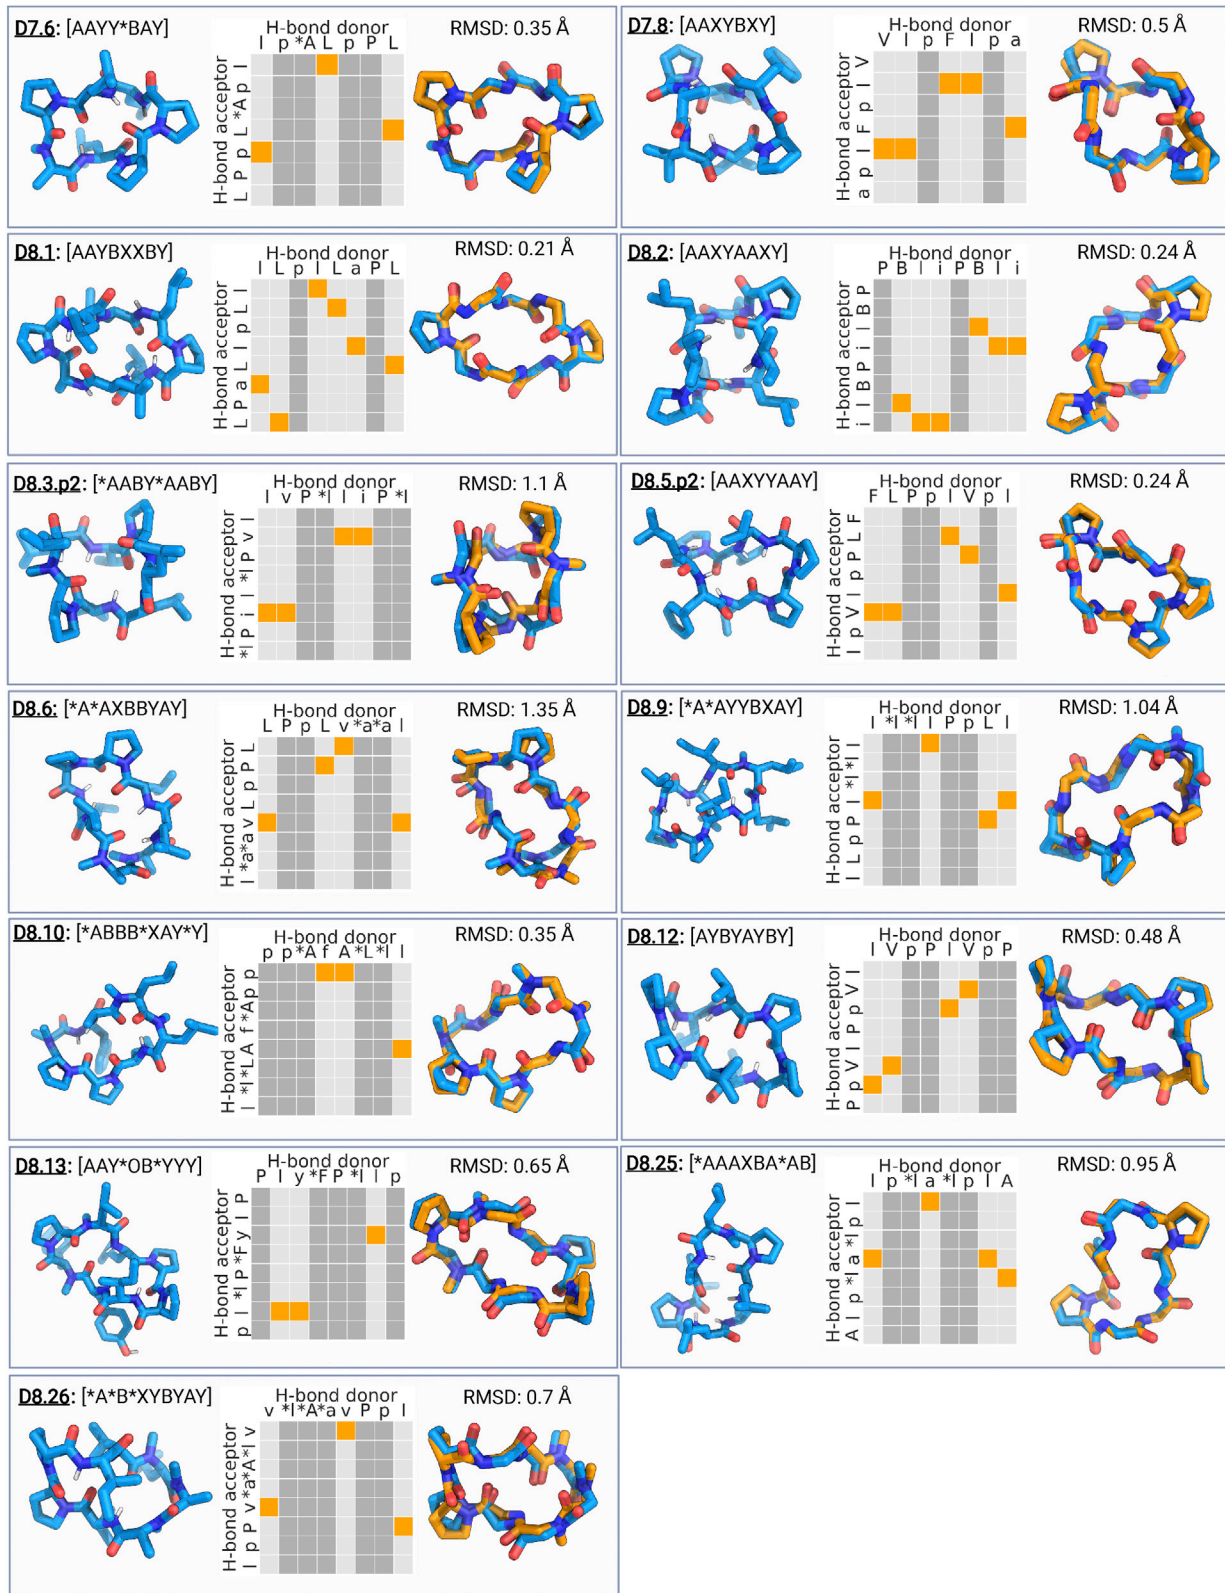 D7.6: [AAYY*BAY]
H-bond donor
I p *A L p P L
H-bond acceptor
L P p L *A p I
RMSD: 0.35 Å
D7.8: [AAXYBXY]
H-bond donor
V I p F I p a
H-bond acceptor
a p I F p I V
RMSD: 0.5 Å
D8.1: [AAYBXXBY]
H-bond donor
I L p I L a P L
H-bond acceptor
L P a L I p L I
RMSD: 0.21 Å
D8.2: [AAXYAAXY]
H-bond donor
P B l i P B l i
H-bond acceptor
i l B P i l B P
RMSD: 0.24 Å
D8.3.p2: [*AABY*AABY]
H-bond donor
I v P *I I i P *I
H-bond acceptor
*I P i I *I P v I
RMSD: 1.1 Å
D8.5.p2: [AAXYYAAY]
H-bond donor
F L P p I V p I
H-bond acceptor
I p V I p P L F
RMSD: 0.24 Å
D8.6: [*A*AXBBYAY]
H-bond donor
L P p L v *a*a l
H-bond acceptor
l *a*a v L p P L
RMSD: 1.35 Å
D8.9: [*A*AYYBXAY]
H-bond donor
I *I *I I P p L I
H-bond acceptor
I L p P I *I*I I
RMSD: 1.04 Å
D8.10: [*ABBB*XAY*Y]
H-bond donor
p p *A f A *L*I I
H-bond acceptor
I *I*L A f *A p p
RMSD: 0.35 Å
D8.12: [AYBYAYBY]
H-bond donor
I V p P I V p P
H-bond acceptor
P p V I P p V I
RMSD: 0.48 Å
D8.13: [AAY*OB*YYY]
H-bond donor
P I y *F P *I I p
H-bond acceptor
p I *I P *F y I P
RMSD: 0.65 Å
D8.25: [*AAAXBA*AB]
H-bond donor
I p *I a *I p I A
H-bond acceptor
A I p *I a *I p I
RMSD: 0.95 Å
D8.26: [*A*B*XYBYAY]
H-bond donor
v *I*A*a v P p I
H-bond acceptor
I p P v *a*A*I v
RMSD: 0.7 Å